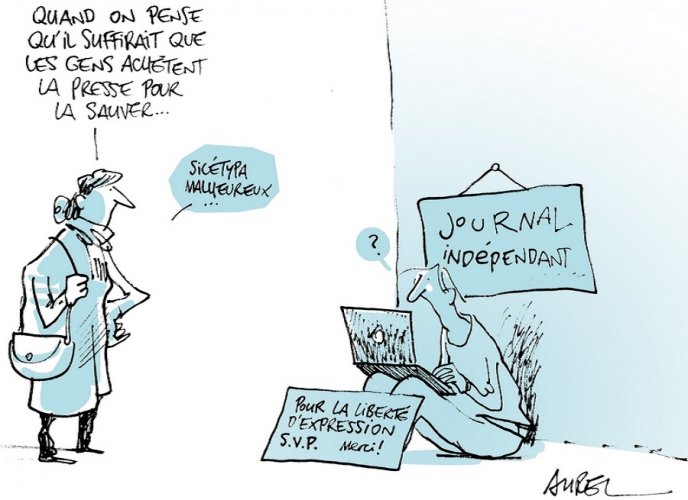 QUAND ON PENSE
QU'IL SUFFIRAIT QUE
LES GENS ACHÈTENT
LA PRESSE POUR
LA SAUVER...
SICÉTYPA
MALHEUREUX
...
?
JOURNAL
INDÉPENDANT
POUR LA LIBERTÉ
D'EXPRESSION
S.V.P. Merci!
AUREL